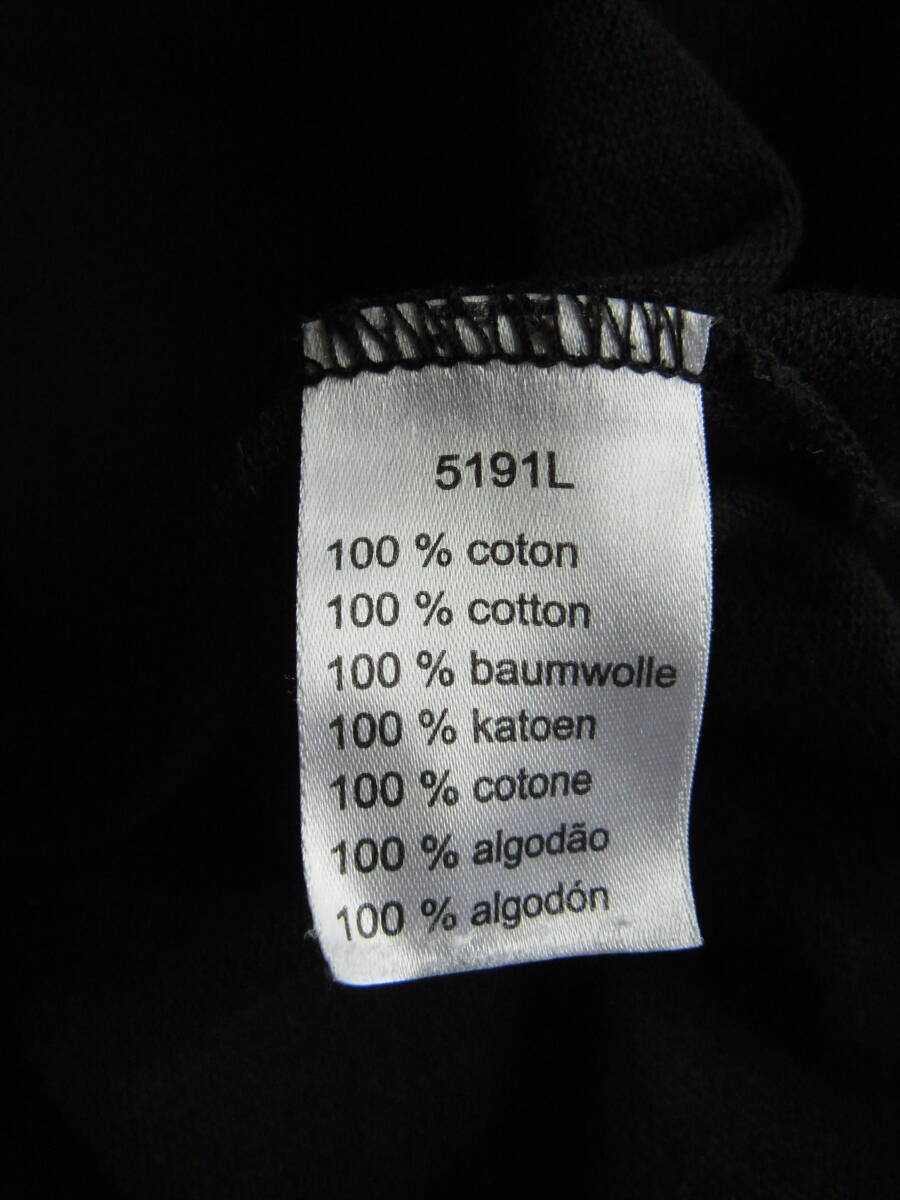 5191L
100 % coton
100 % cotton
100 % baumwolle
100 % katoen
100 % cotone
100 % algodão
100 % algodón